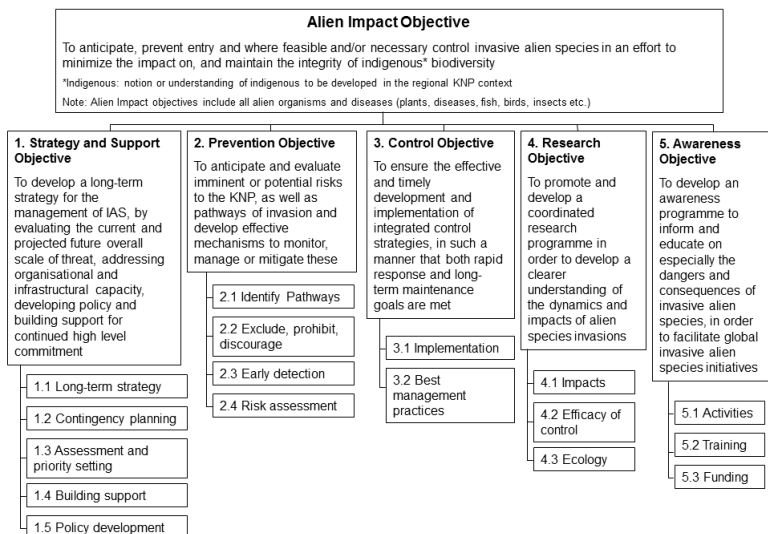 Alien Impact Objective
To anticipate, prevent entry and where feasible and/or necessary control invasive alien species in an effort to
minimize the impact on, and maintain the integrity of indigenous* biodiversity
*Indigenous: notion or understanding of indigenous to be developed in the regional KNP context
Note: Alien Impact objectives include all alien organisms and diseases (plants, diseases, fish, birds, insects etc.)
1. Strategy and Support
Objective
To develop a long-term
strategy for the
management of IAS, by
evaluating the current and
projected future overall
scale of threat, addressing
organisational and
infrastructural capacity,
developing policy and
building support for
continued high level
commitment
1.1 Long-term strategy
1.2 Contingency planning
1.3 Assessment and
priority setting
1.4 Building support
1.5 Policy development
2. Prevention Objective
To anticipate and evaluate
imminent or potential risks
to the KNP, as well as
pathways of invasion and
develop effective
mechanisms to monitor,
manage or mitigate these
2.1 Identify Pathways
2.2 Exclude, prohibit,
discourage
2.3 Early detection
2.4 Risk assessment
3. Control Objective
To ensure the effective
and timely
development and
implementation of
integrated control
strategies, in such a
manner that both rapid
response and long-
term maintenance
goals are met
3.1 Implementation
3.2 Best
management
practices
4. Research
Objective
To promote and
develop a
coordinated
research
programme in
order to develop a
clearer
understanding of
the dynamics and
impacts of alien
species invasions
4.1 Impacts
4.2 Efficacy of
control
4.3 Ecology
5. Awareness
Objective
To develop an
awareness
programme to
inform and
educate on
especially the
dangers and
consequences of
invasive alien
species, in order
to facilitate global
invasive alien
species initiatives
5.1 Activities
5.2 Training
5.3 Funding